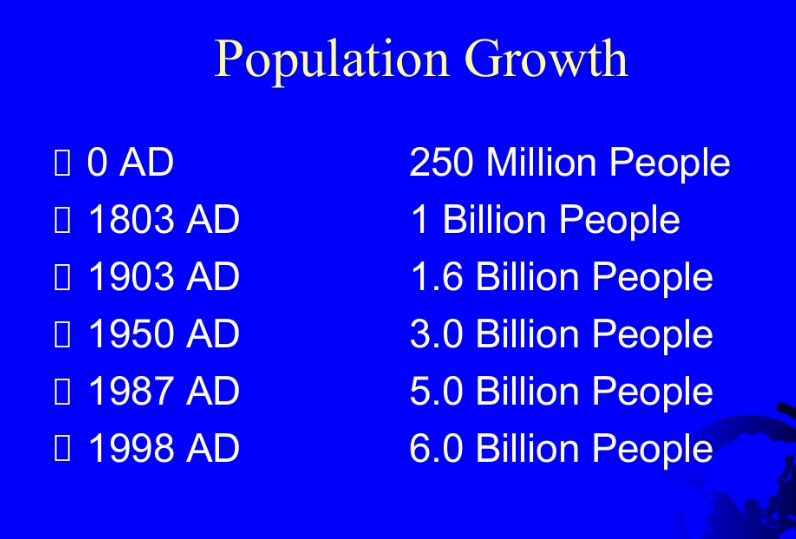 Population Growth
0 AD 250 Million People
1803 AD 1 Billion People
1903 AD 1.6 Billion People
1950 AD 3.0 Billion People
1987 AD 5.0 Billion People
1998 AD 6.0 Billion People